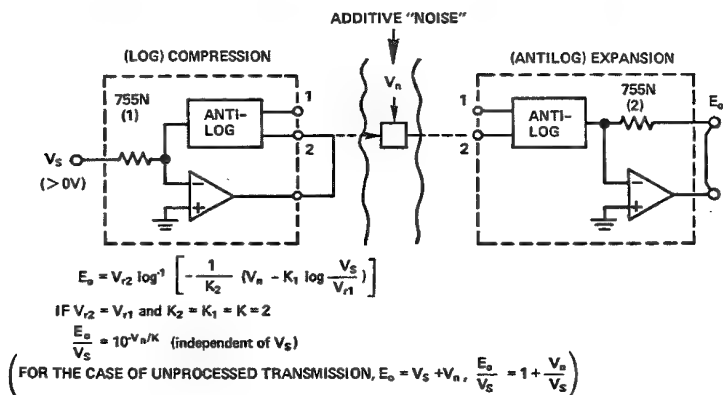 ADDITIVE "NOISE"
(LOG) COMPRESSION
(ANTILOG) EXPANSION
755N
(1)
ANTI-
LOG
1
2
V_S
(>0V)
−
+
V_n
1
2
ANTI-
LOG
755N
(2)
E_o
−
+
E_o = V_r2 log⁻¹ [ - 1/K_2 (V_n − K_1 log V_S/V_r1) ]
IF V_r2 = V_r1 and K_2 = K_1 = K = 2
E_o/V_S = 10^-V_n/K (independent of V_S)
(FOR THE CASE OF UNPROCESSED TRANSMISSION, E_o = V_S + V_n, E_o/V_S = 1 + V_n/V_S)